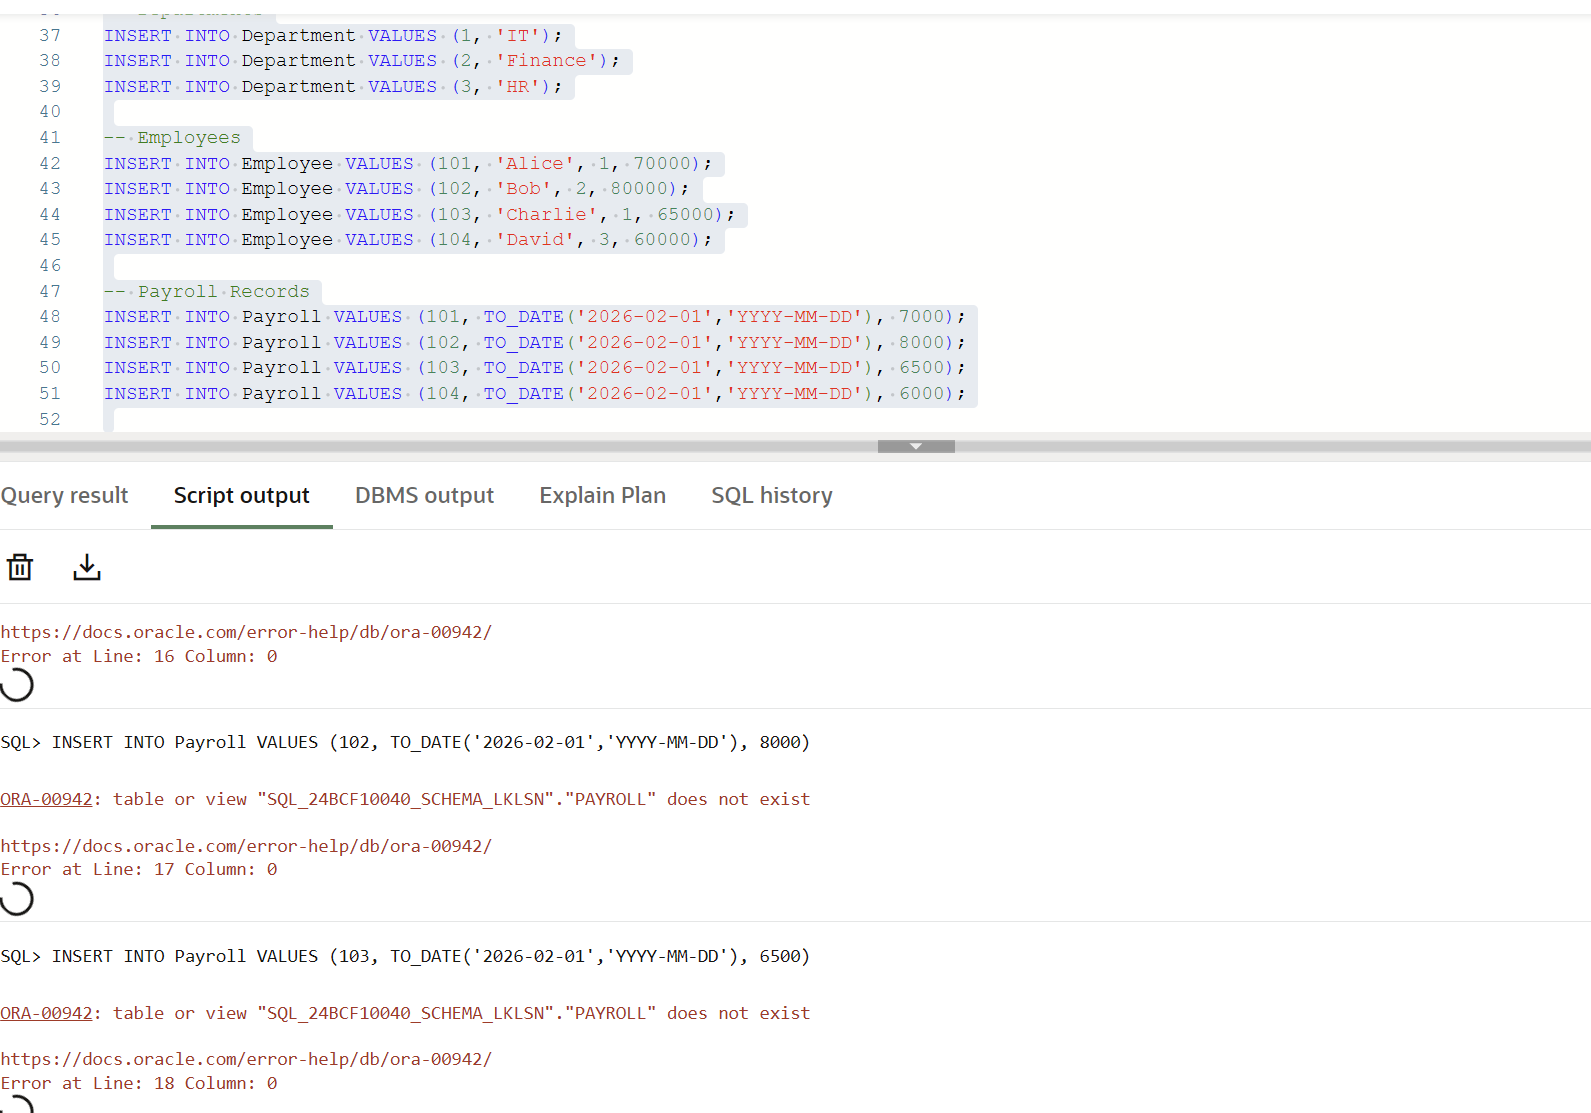 37 INSERT INTO Department VALUES (1, 'IT');
38 INSERT INTO Department VALUES (2, 'Finance');
39 INSERT INTO Department VALUES (3, 'HR');
40
41 -- Employees
42 INSERT INTO Employee VALUES (101, 'Alice', 1, 70000);
43 INSERT INTO Employee VALUES (102, 'Bob', 2, 80000);
44 INSERT INTO Employee VALUES (103, 'Charlie', 1, 65000);
45 INSERT INTO Employee VALUES (104, 'David', 3, 60000);
46
47 -- Payroll Records
48 INSERT INTO Payroll VALUES (101, TO_DATE('2026-02-01','YYYY-MM-DD'), 7000);
49 INSERT INTO Payroll VALUES (102, TO_DATE('2026-02-01','YYYY-MM-DD'), 8000);
50 INSERT INTO Payroll VALUES (103, TO_DATE('2026-02-01','YYYY-MM-DD'), 6500);
51 INSERT INTO Payroll VALUES (104, TO_DATE('2026-02-01','YYYY-MM-DD'), 6000);
52
Query result Script output DBMS output Explain Plan SQL history
https://docs.oracle.com/error-help/db/ora-00942/
Error at Line: 16 Column: 0
SQL> INSERT INTO Payroll VALUES (102, TO_DATE('2026-02-01','YYYY-MM-DD'), 8000)
ORA-00942: table or view "SQL_24BCF10040_SCHEMA_LKLSN"."PAYROLL" does not exist
https://docs.oracle.com/error-help/db/ora-00942/
Error at Line: 17 Column: 0
SQL> INSERT INTO Payroll VALUES (103, TO_DATE('2026-02-01','YYYY-MM-DD'), 6500)
ORA-00942: table or view "SQL_24BCF10040_SCHEMA_LKLSN"."PAYROLL" does not exist
https://docs.oracle.com/error-help/db/ora-00942/
Error at Line: 18 Column: 0